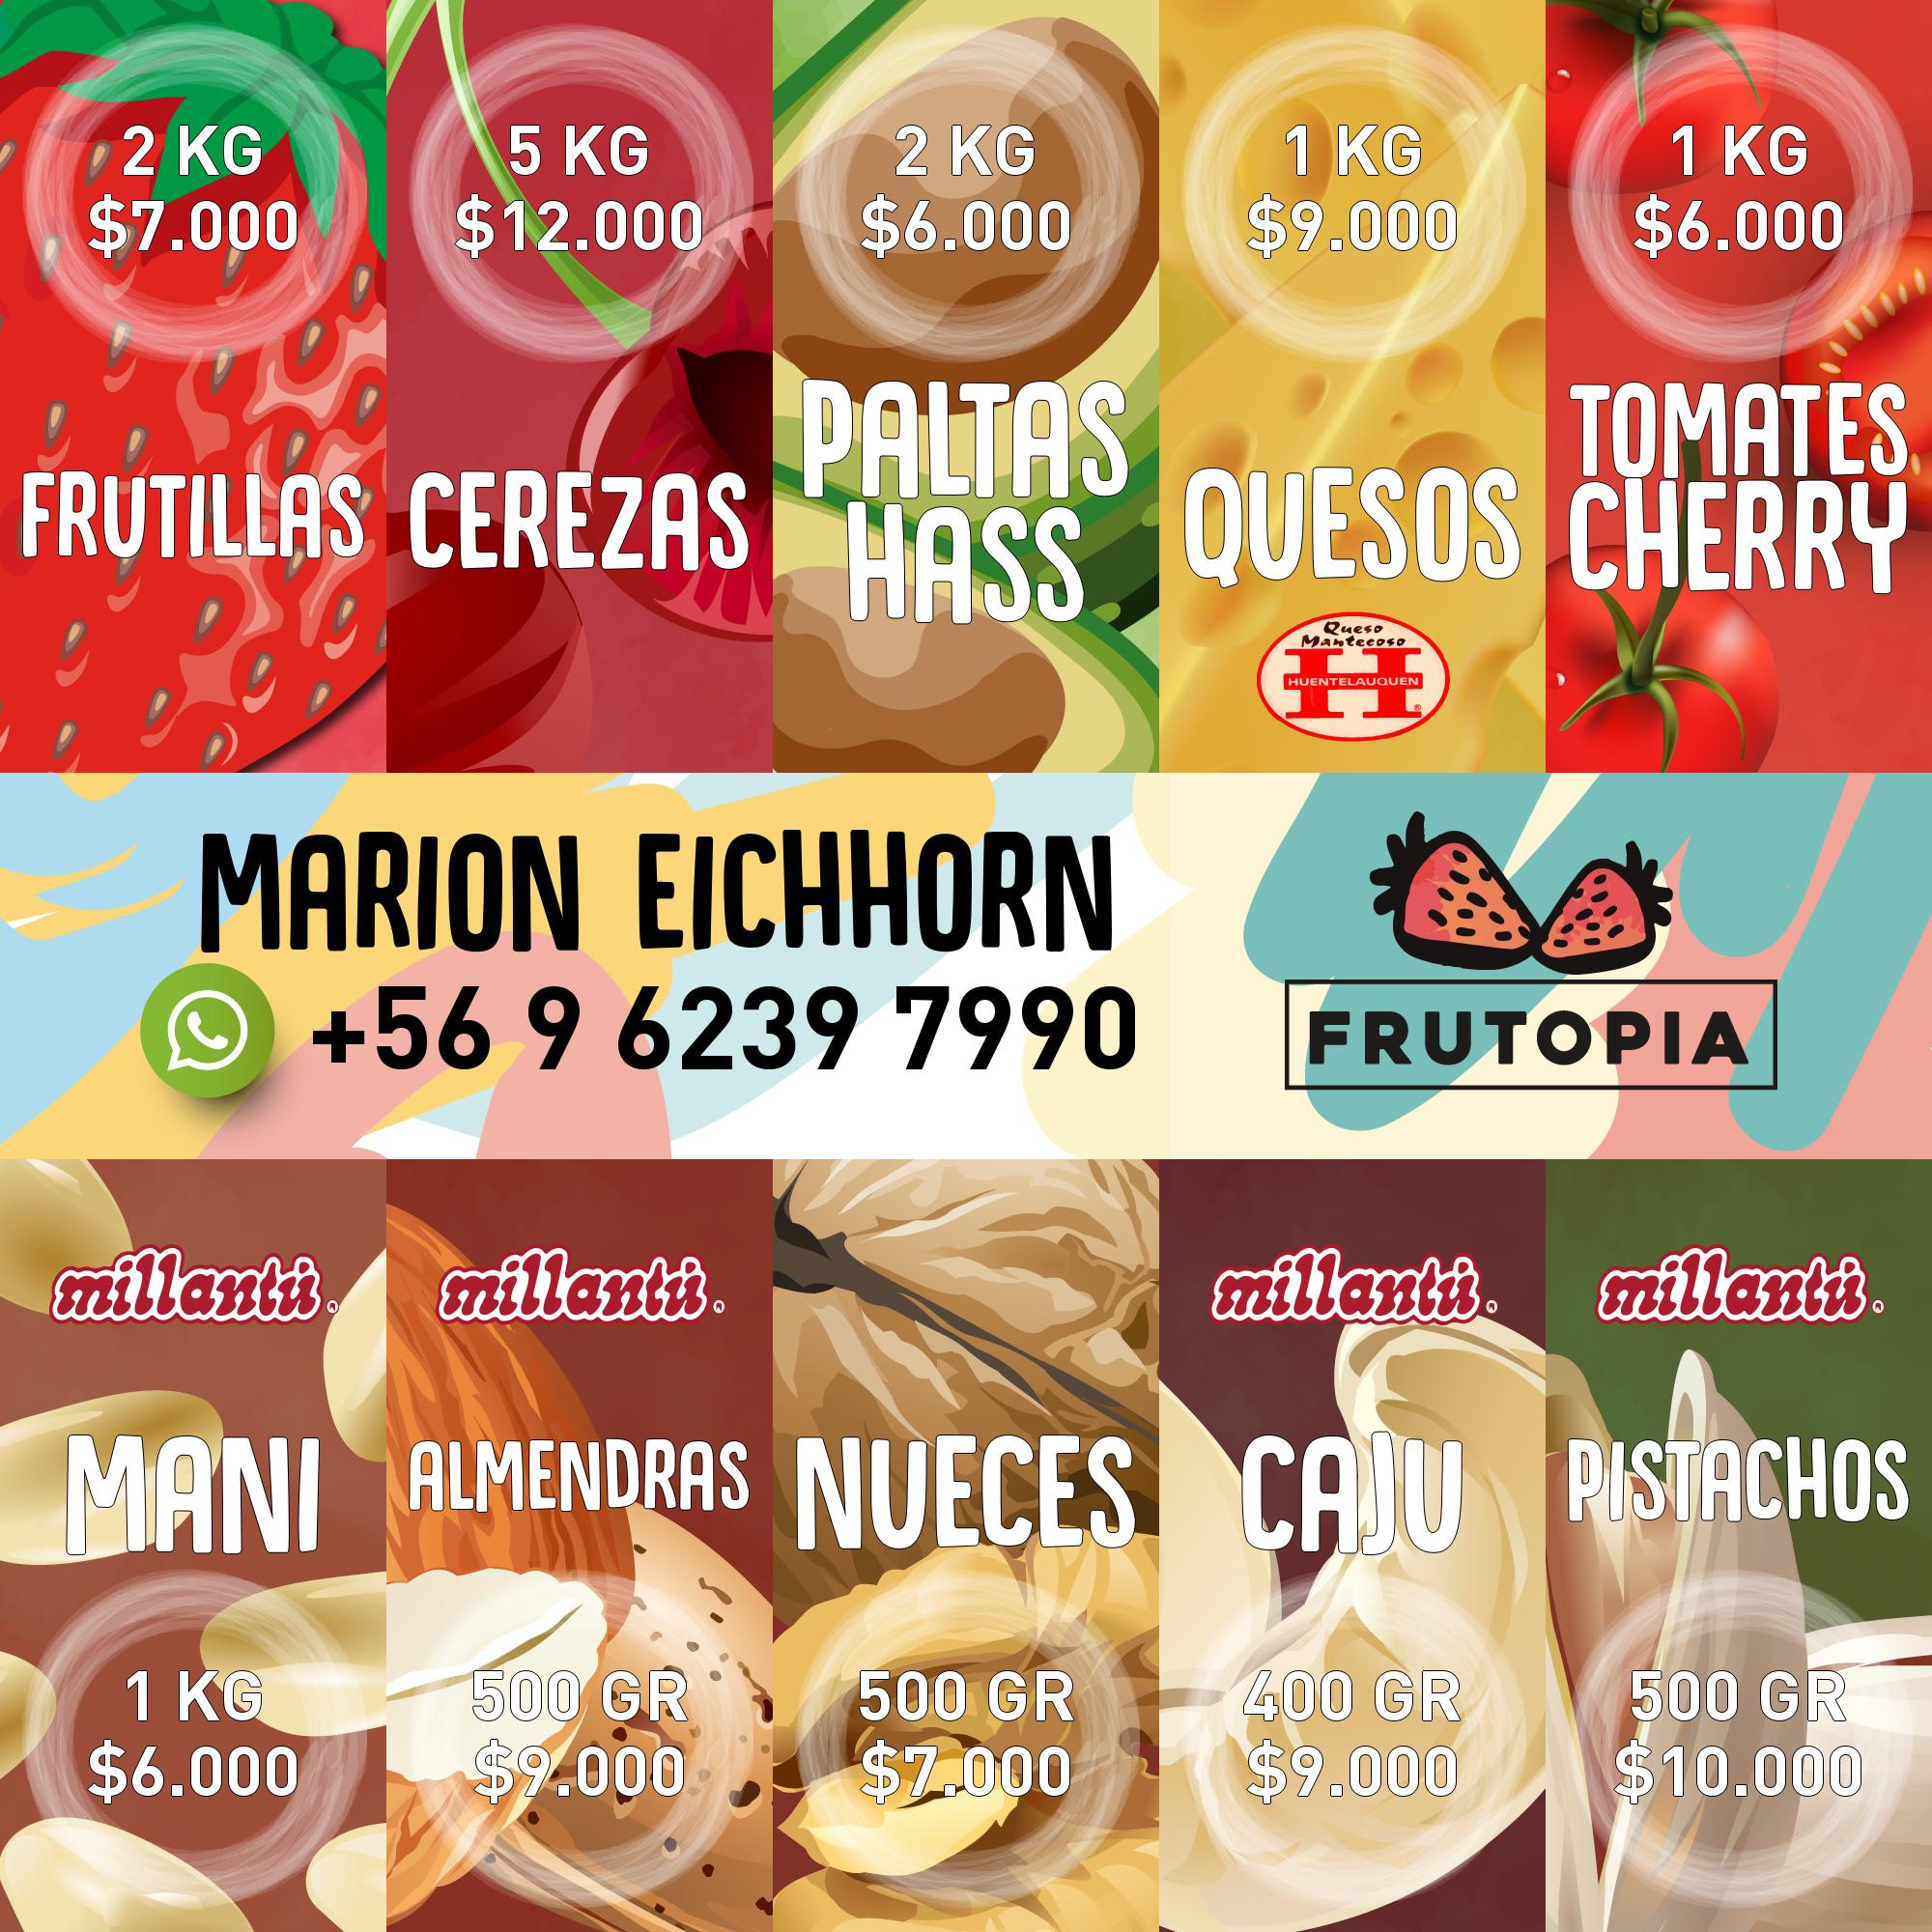 2 KG
$7.000
FRUTILLAS
5 KG
$12.000
CEREZAS
2 KG
$6.000
PALTAS
HASS
1 KG
$9.000
QUESOS
Queso
Mantecoso
H
HUENTELAUQUEN
®
1 KG
$6.000
TOMATES
CHERRY
MARION EICHHORN
+56 9 6239 7990
FRUTOPIA
millantú ®
MANI
1 KG
$6.000
millantú ®
ALMENDRAS
500 GR
$9.000
NUECES
500 GR
$7.000
millantú ®
CAJU
400 GR
$9.000
millantú ®
PISTACHOS
500 GR
$10.000